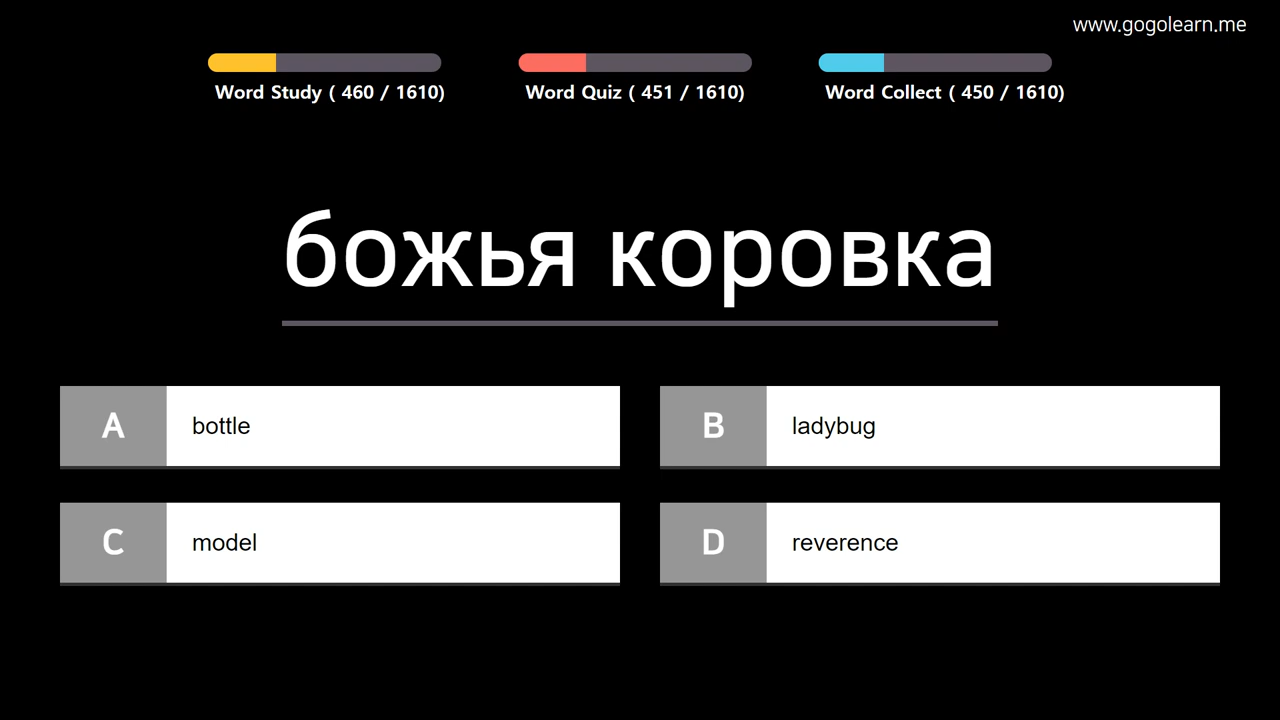 www.gogolearn.me
Word Study ( 460 / 1610)
Word Quiz ( 451 / 1610)
Word Collect ( 450 / 1610)
божья коровка
A bottle
B ladybug
C model
D reverence